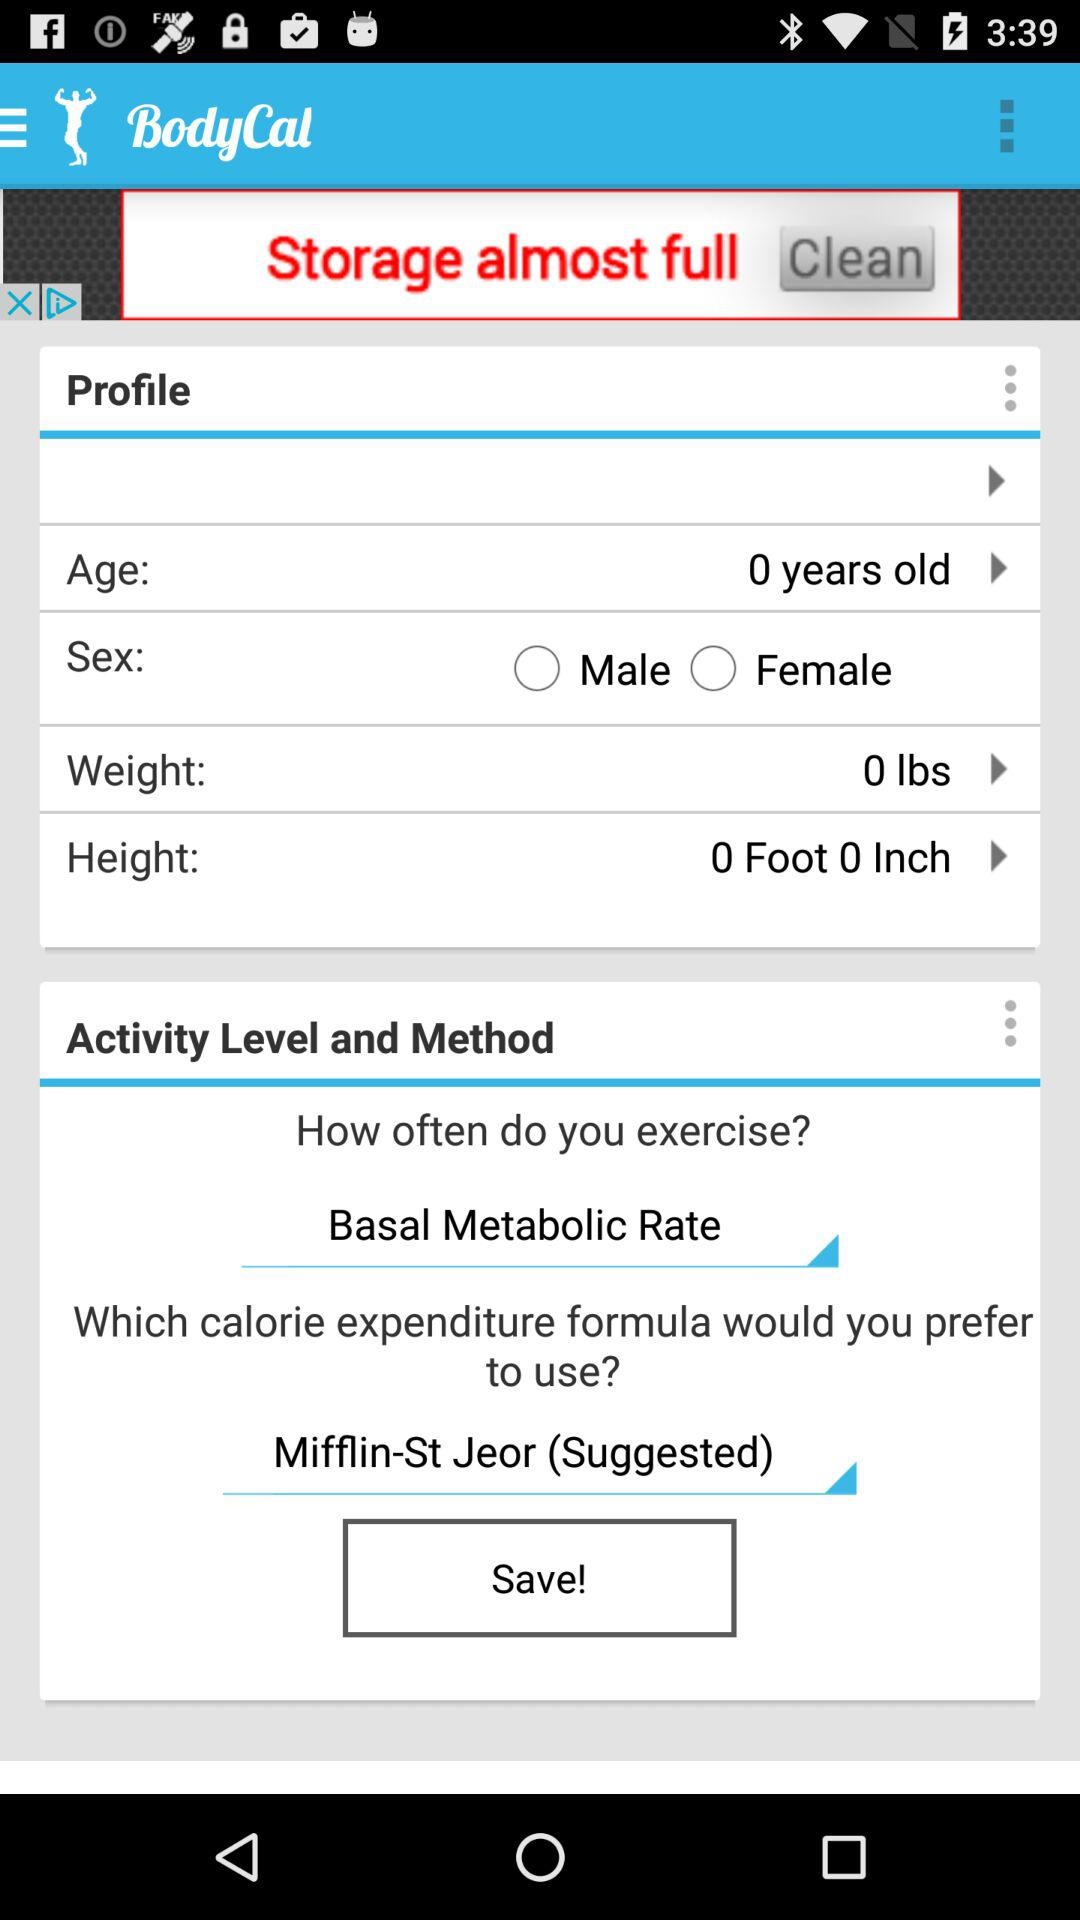 FAKE
3:39
BodyCal
Storage almost full Clean
Profile
Age: 0 years old
Sex: Male Female
Weight: 0 lbs
Height: 0 Foot 0 Inch
Activity Level and Method
How often do you exercise?
Basal Metabolic Rate
Which calorie expenditure formula would you prefer
to use?
Mifflin-St Jeor (Suggested)
Save!